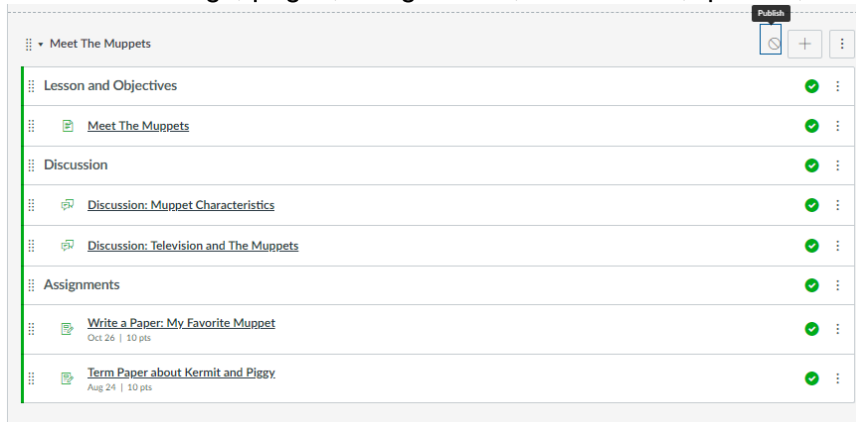 Publish
Meet The Muppets
Lesson and Objectives
Meet The Muppets
Discussion
Discussion: Muppet Characteristics
Discussion: Television and The Muppets
Assignments
Write a Paper: My Favorite Muppet
Oct 26 | 10 pts
Term Paper about Kermit and Piggy
Aug 24 | 10 pts